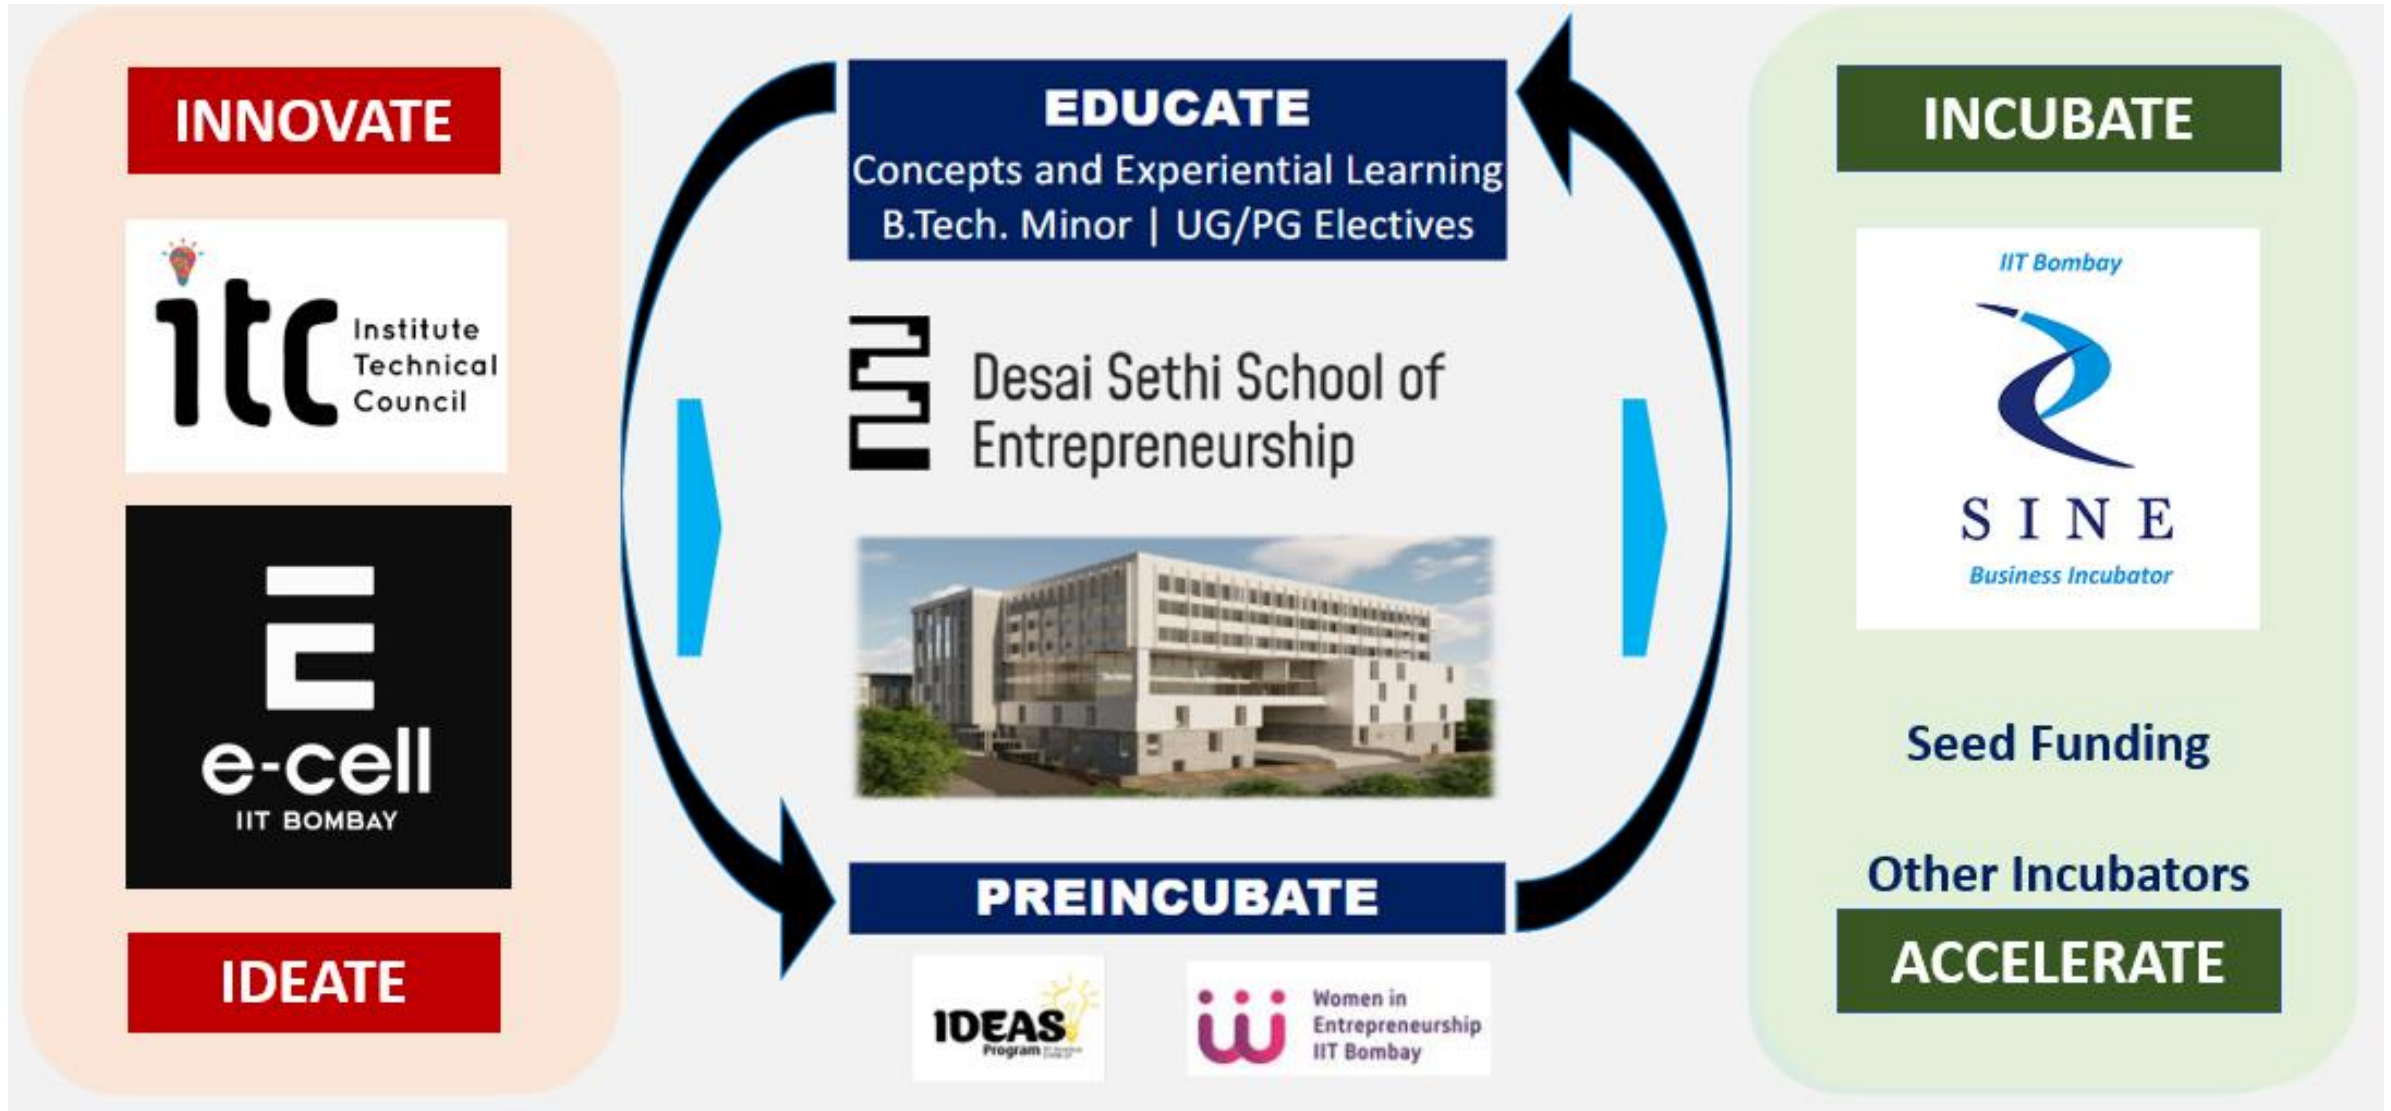 INNOVATE
itc
Institute
Technical
Council
e-cell
IIT BOMBAY
IDEATE
EDUCATE
Concepts and Experiential Learning
B.Tech. Minor | UG/PG Electives
Desai Sethi School of
Entrepreneurship
PREINCUBATE
IDEAS
Program
Women in
Entrepreneurship
IIT Bombay
INCUBATE
IIT Bombay
SINE
Business Incubator
Seed Funding
Other Incubators
ACCELERATE